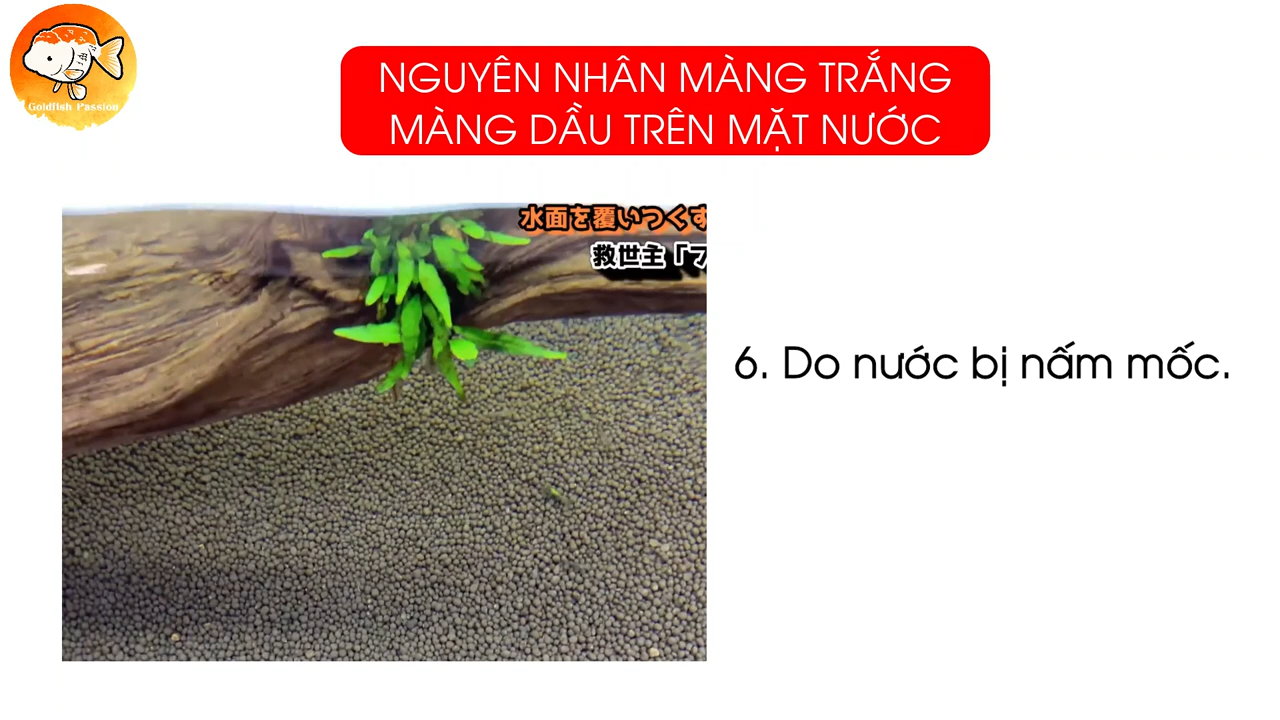 Goldfish Passion
NGUYÊN NHÂN MÀNG TRẮNG
MÀNG DẦU TRÊN MẶT NƯỚC
水面を覆いつくす
救世主「フ
6. Do nước bị nấm mốc.